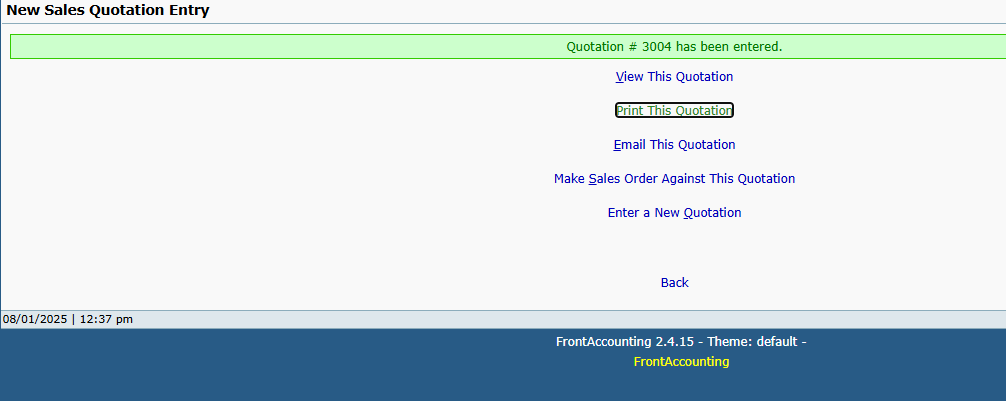 New Sales Quotation Entry
Quotation # 3004 has been entered.
View This Quotation
Print This Quotation
Email This Quotation
Make Sales Order Against This Quotation
Enter a New Quotation
Back
08/01/2025 | 12:37 pm
FrontAccounting 2.4.15 - Theme: default -
FrontAccounting